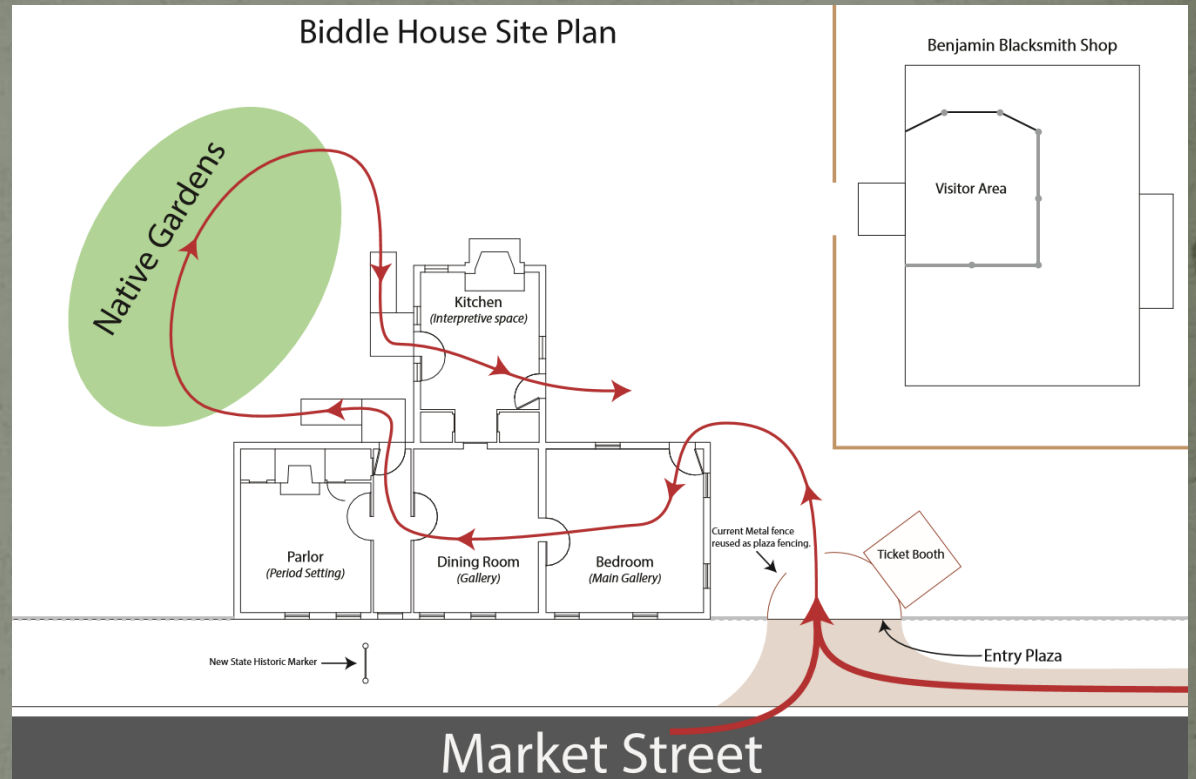 Biddle House Site Plan
Benjamin Blacksmith Shop
Visitor Area
Native Gardens
Kitchen
(Interpretive space)
Current Metal fence
reused as plaza fencing.
Ticket Booth
Parlor
(Period Setting)
Dining Room
(Gallery)
Bedroom
(Main Gallery)
New State Historic Marker
Entry Plaza
Market Street